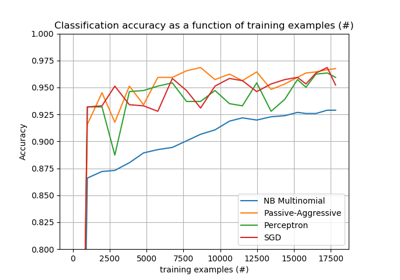 Classification accuracy as a function of training examples (#)
1.000
0.975
0.950
0.925
0.900
0.875
0.850
0.825
0.800
Accuracy
NB Multinomial
Passive-Aggressive
Perceptron
SGD
0 2500 5000 7500 10000 12500 15000 17500
training examples (#)